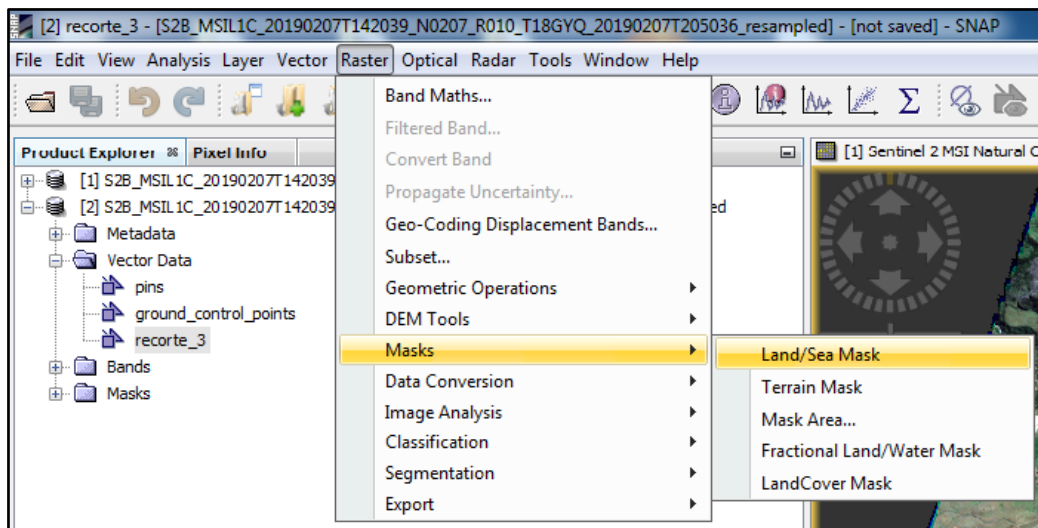 [2] recorte_3 - [S2B_MSIL1C_20190207T142039_N0207_R010_T18GYQ_20190207T205036_resampled] - [not saved] - SNAP
File Edit View Analysis Layer Vector Raster Optical Radar Tools Window Help
Product Explorer Pixel Info
[1] Sentinel 2 MSI Natural C
[1] S2B_MSIL1C_20190207T142039
[2] S2B_MSIL1C_20190207T142039
ed
Metadata
Vector Data
pins
ground_control_points
recorte_3
Bands
Masks
Band Maths...
Filtered Band...
Convert Band
Propagate Uncertainty...
Geo-Coding Displacement Bands...
Subset...
Geometric Operations
DEM Tools
Masks
Data Conversion
Image Analysis
Classification
Segmentation
Export
Land/Sea Mask
Terrain Mask
Mask Area...
Fractional Land/Water Mask
LandCover Mask